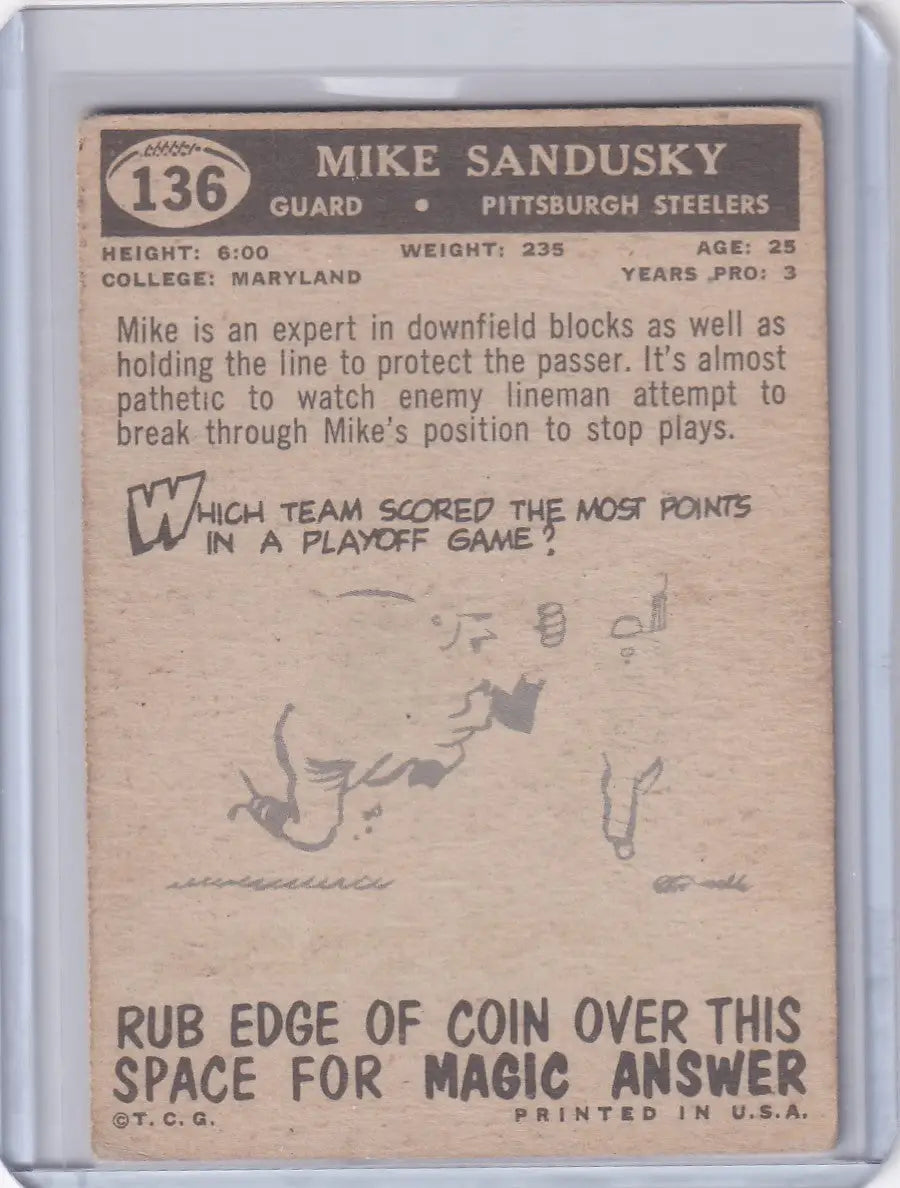 136
MIKE SANDUSKY
GUARD • PITTSBURGH STEELERS
HEIGHT: 6:00 WEIGHT: 235 AGE: 25
COLLEGE: MARYLAND YEARS PRO: 3
Mike is an expert in downfield blocks as well as
holding the line to protect the passer. It's almost
pathetic to watch enemy lineman attempt to
break through Mike's position to stop plays.
WHICH TEAM SCORED THE MOST POINTS
IN A PLAYOFF GAME?
RUB EDGE OF COIN OVER THIS
SPACE FOR MAGIC ANSWER
©T. C. G. PRINTED IN U.S.A.